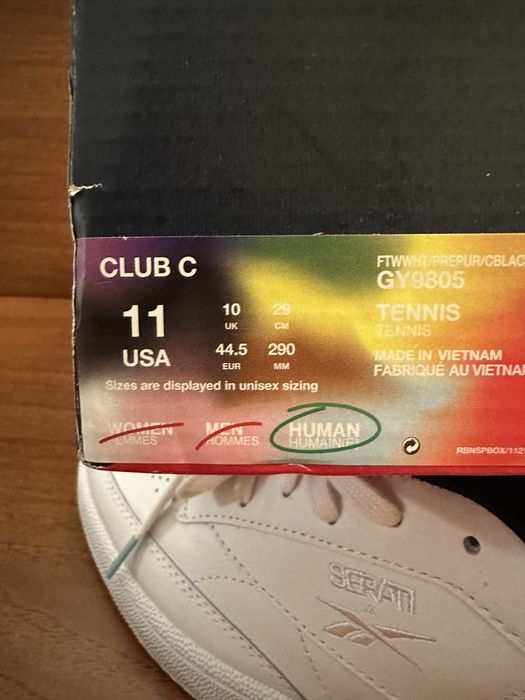 CLUB C
11
USA
10
UK
29
CM
44.5
EUR
290
MM
Sizes are displayed in unisex sizing
WOMEN
FEMMES
MEN
HOMMES
HUMAN
HUMAIN(E)
FTWWHT/PREPUR/CBLAC
GY9805
TENNIS
TENNIS
MADE IN VIETNAM
FABRIQUÉ AU VIETNAM
RBNSPBOX/112
SERATI
x